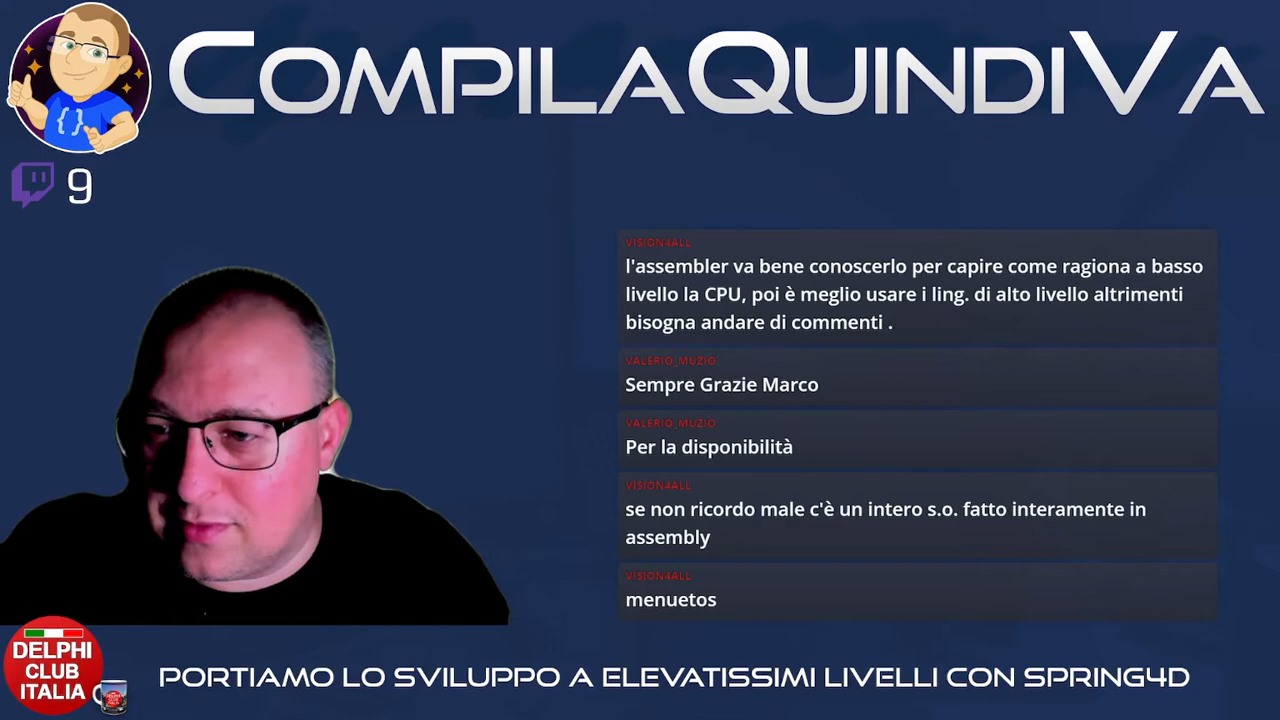 CompilaQuindiVa
{ }
9
VISION4ALL
l'assembler va bene conoscerlo per capire come ragiona a basso
livello la CPU, poi è meglio usare i ling. di alto livello altrimenti
bisogna andare di commenti .
VALERIO_MUZIO
Sempre Grazie Marco
VALERIO_MUZIO
Per la disponibilità
VISION4ALL
se non ricordo male c'è un intero s.o. fatto interamente in
assembly
VISION4ALL
menuetos
DELPHI
CLUB
ITALIA
PORTIAMO LO SVILUPPO A ELEVATISSIMI LIVELLI CON SPRING4D